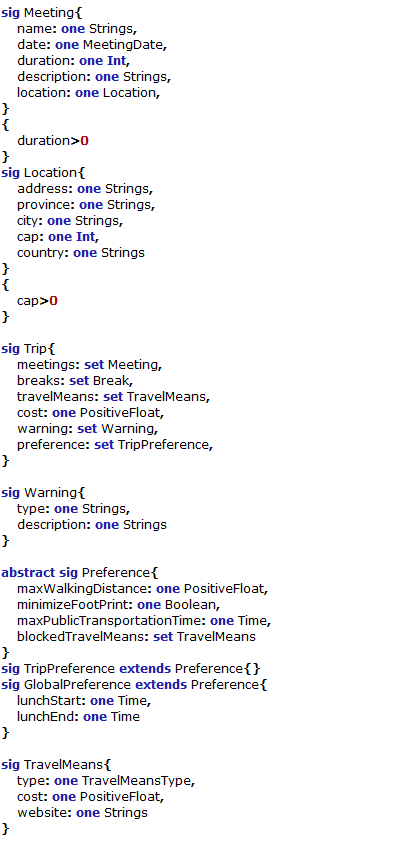 sig Meeting{
name: one Strings,
date: one MeetingDate,
duration: one Int,
description: one Strings,
location: one Location,
}
{
duration>0
}
sig Location{
address: one Strings,
province: one Strings,
city: one Strings,
cap: one Int,
country: one Strings
}
{
cap>0
}
sig Trip{
meetings: set Meeting,
breaks: set Break,
travelMeans: set TravelMeans,
cost: one PositiveFloat,
warning: set Warning,
preference: set TripPreference,
}
sig Warning{
type: one Strings,
description: one Strings
}
abstract sig Preference{
maxWalkingDistance: one PositiveFloat,
minimizeFootPrint: one Boolean,
maxPublicTransportationTime: one Time,
blockedTravelMeans: set TravelMeans
}
sig TripPreference extends Preference{}
sig GlobalPreference extends Preference{
lunchStart: one Time,
lunchEnd: one Time
}
sig TravelMeans{
type: one TravelMeansType,
cost: one PositiveFloat,
website: one Strings
}